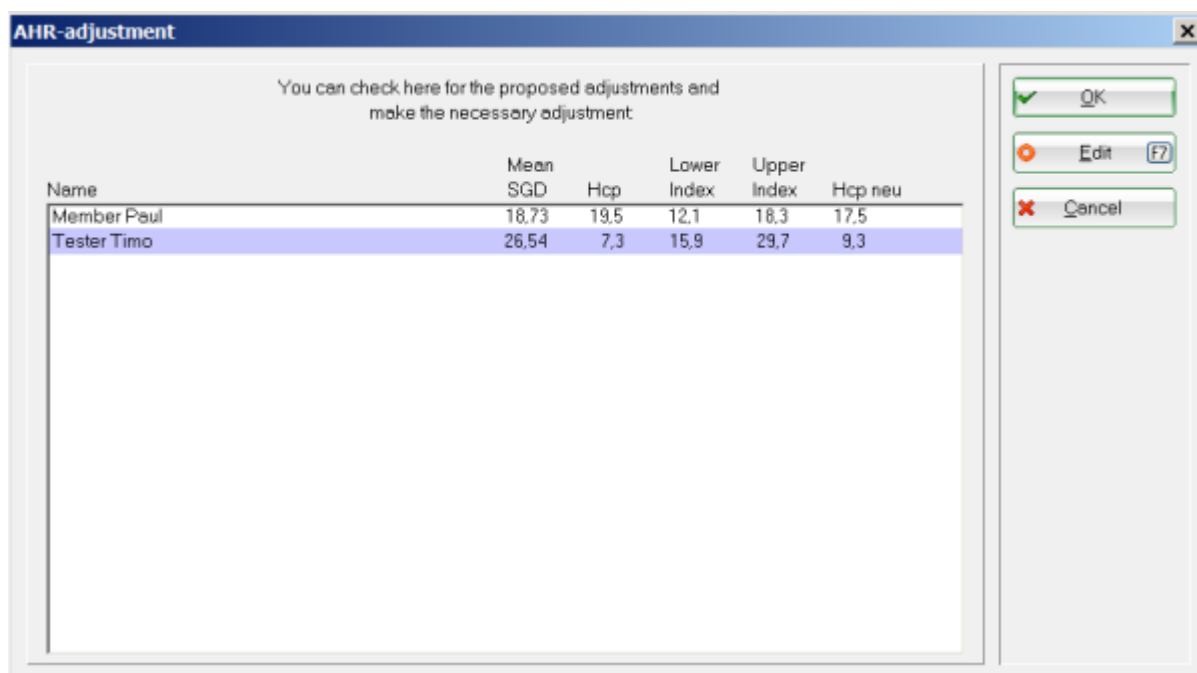 AHR-adjustment
You can check here for the proposed adjustments and
make the necessary adjustment
Mean Lower Upper
Name SGD Hcp Index Index Hcp neu
Member Paul 18,73 19,5 12,1 18,3 17,5
Tester Timo 26,54 7,3 15,9 29,7 9,3
OK
Edit F7
Cancel